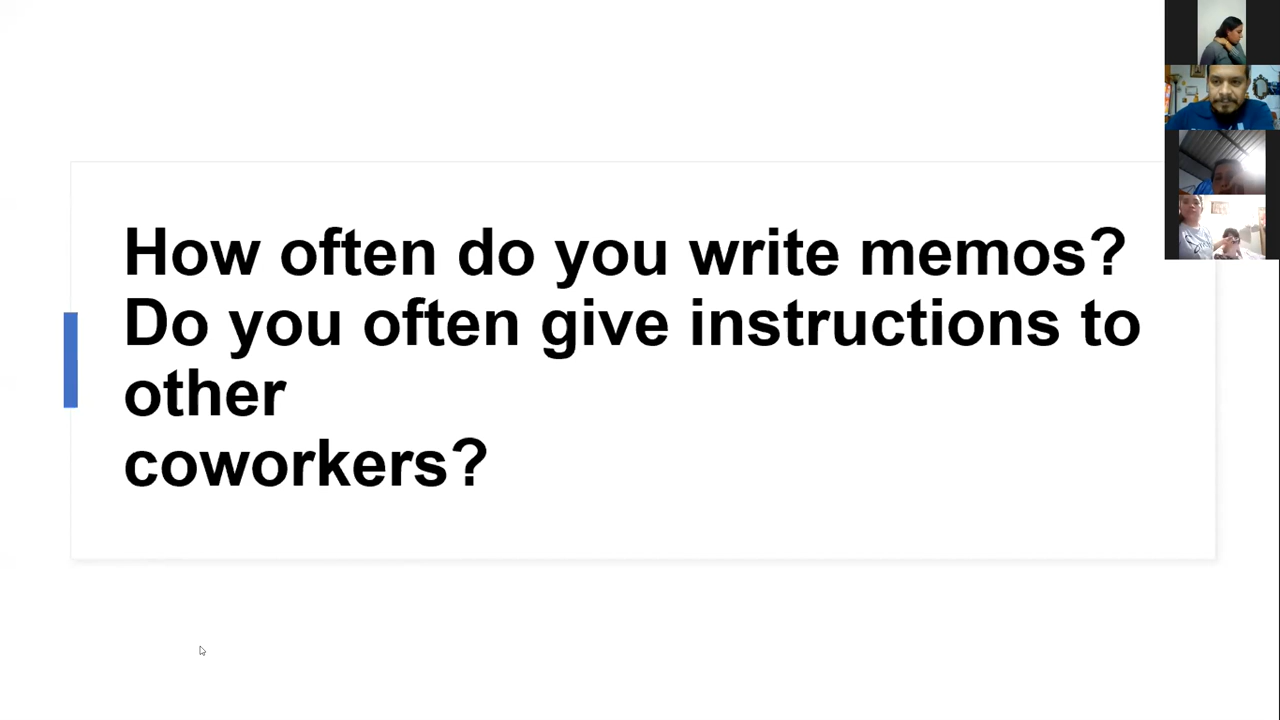 How often do you write memos?
Do you often give instructions to
other
coworkers?